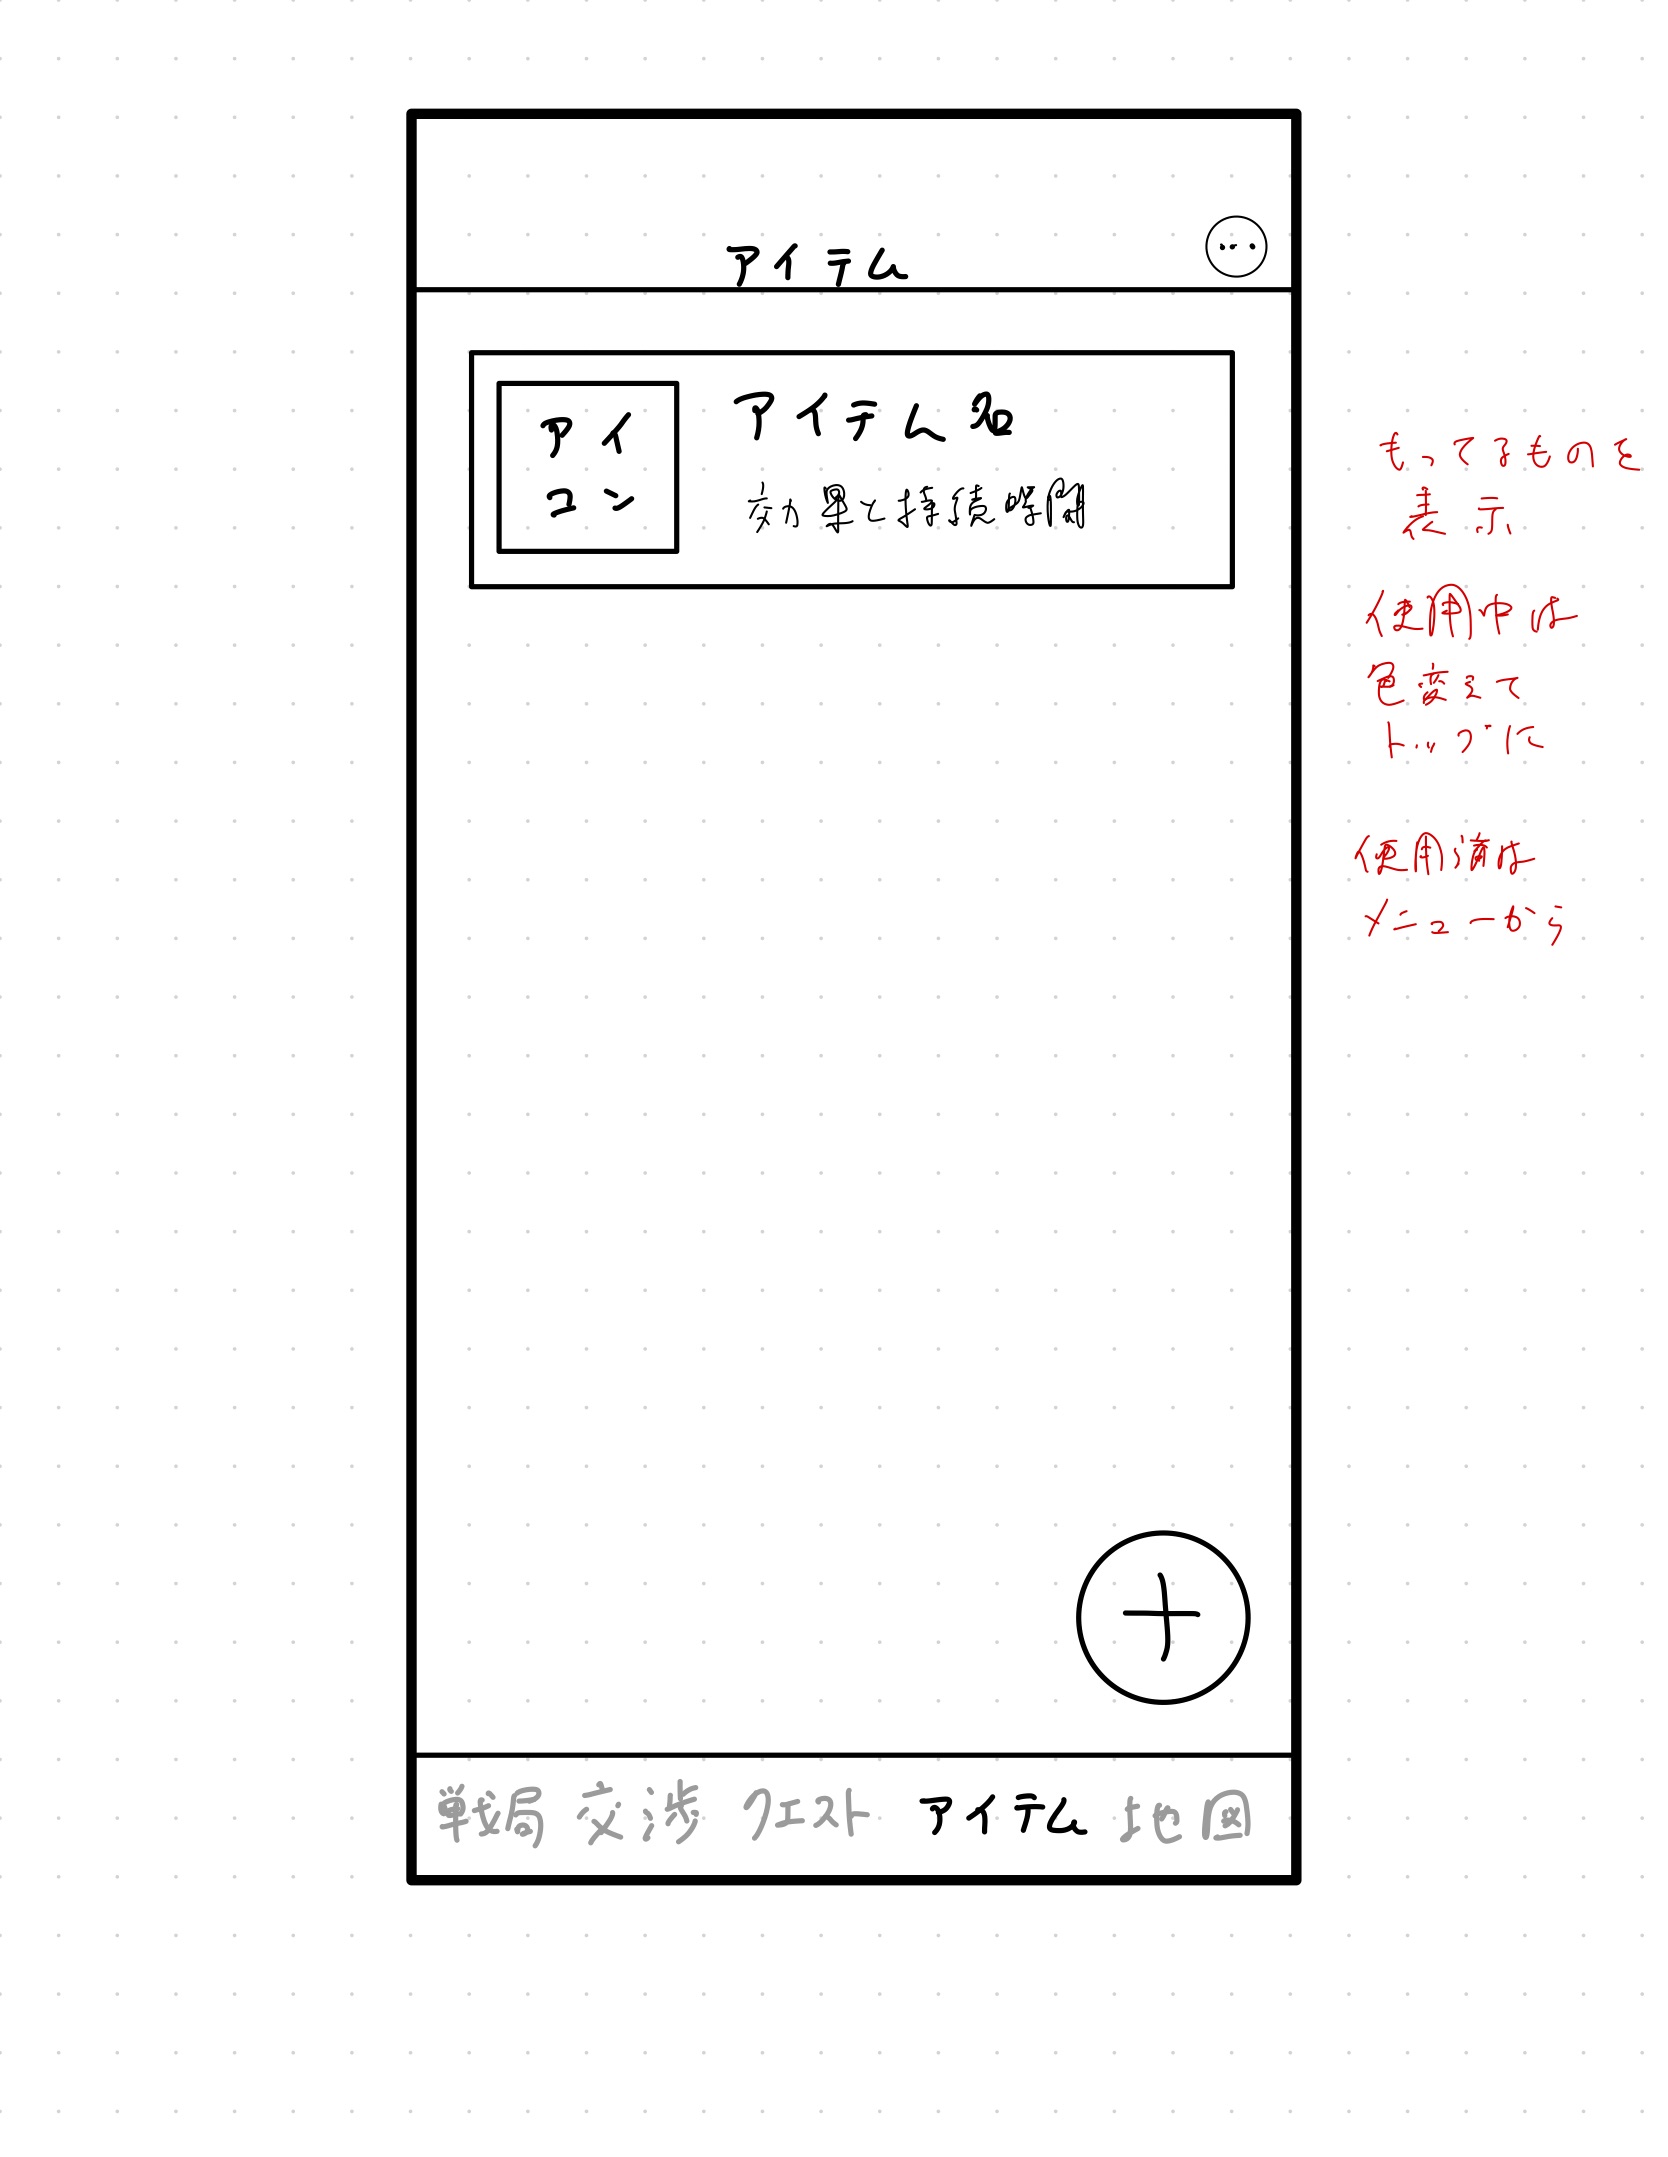 アイテム
アイ
コン
アイテム名
効果と持続時間
もってるものを
表示
使用中は
色変えて
トップに
使用済は
メニューから
＋
戦局 交渉 クエスト アイテム 地図